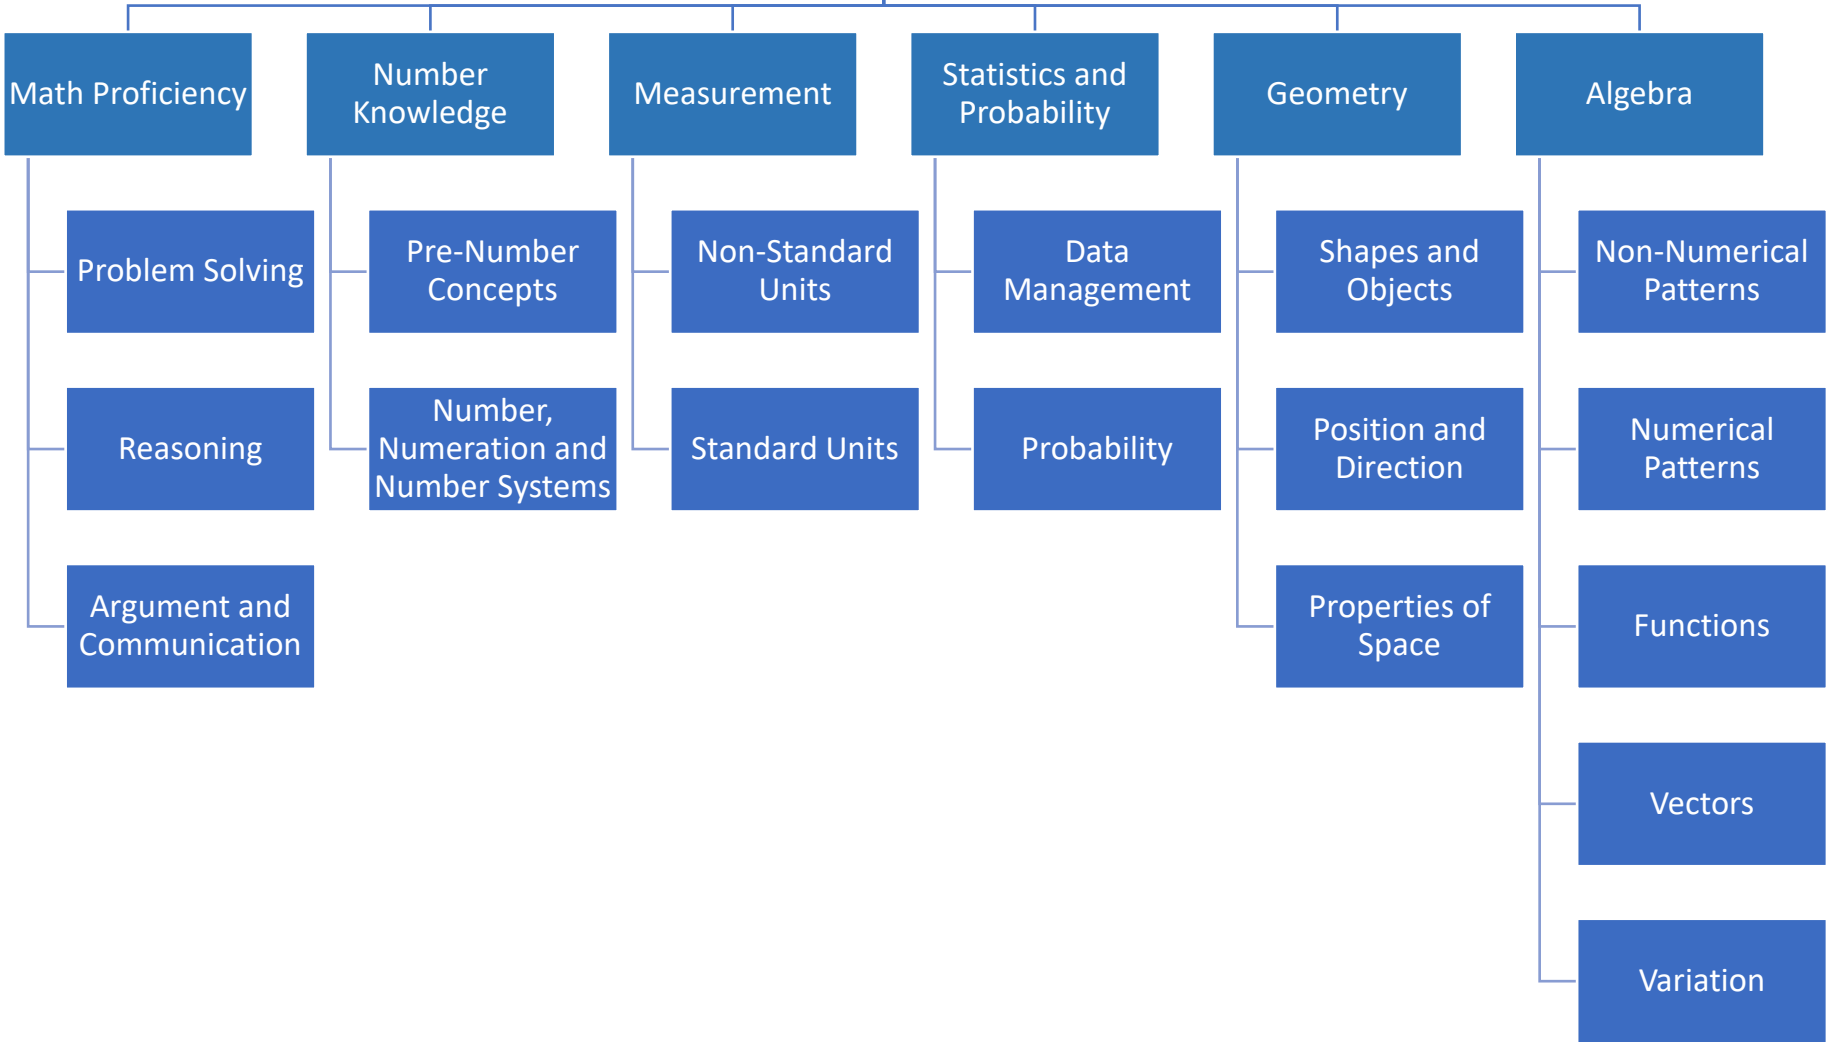 Math Proficiency
Number
Knowledge
Measurement
Statistics and
Probability
Geometry
Algebra
Problem Solving
Reasoning
Argument and
Communication
Pre-Number
Concepts
Number,
Numeration and
Number Systems
Non-Standard
Units
Standard Units
Data
Management
Probability
Shapes and
Objects
Position and
Direction
Properties of
Space
Non-Numerical
Patterns
Numerical
Patterns
Functions
Vectors
Variation